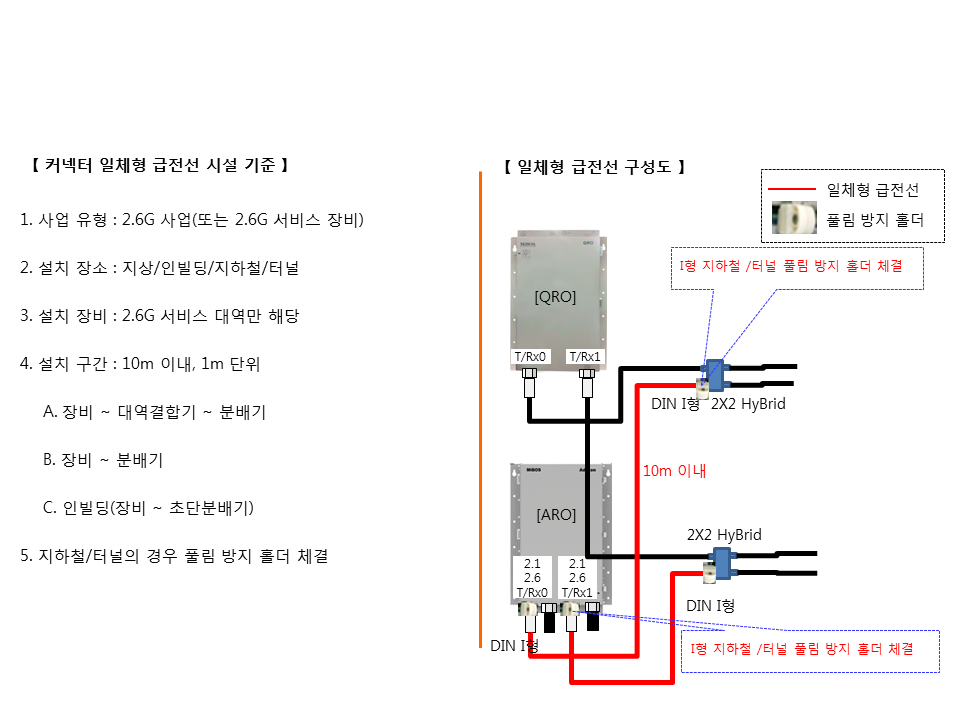 【 커넥터 일체형 급전선 시설 기준 】
1. 사업 유형 : 2.6G 사업(또는 2.6G 서비스 장비)
2. 설치 장소 : 지상/인빌딩/지하철/터널
3. 설치 장비 : 2.6G 서비스 대역만 해당
4. 설치 구간 : 10m 이내, 1m 단위
A. 장비 ~ 대역결합기 ~ 분배기
B. 장비 ~ 분배기
C. 인빌딩(장비 ~ 초단분배기)
5. 지하철/터널의 경우 풀림 방지 홀더 체결
【 일체형 급전선 구성도 】
일체형 급전선
풀림 방지 홀더
I형 지하철 /터널 풀림 방지 홀더 체결
QRO
[QRO]
T/Rx0
T/Rx1
DIN I형
2X2 HyBrid
10m 이내
[ARO]
2X2 HyBrid
2.1
2.6
T/Rx0
2.1
2.6
T/Rx1
DIN I형
DIN I형
I형 지하철 /터널 풀림 방지 홀더 체결